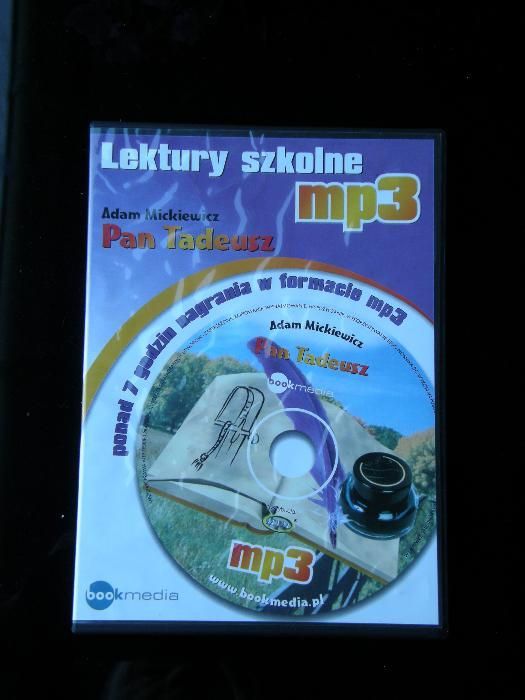 Lektury szkolne
mp3
Adam Mickiewicz
Pan Tadeusz
ponad 7 godzin nagrania w formacie mp3
Adam Mickiewicz
Pan Tadeusz
bookmedia
mp3
www.bookmedia.pl
bookmedia